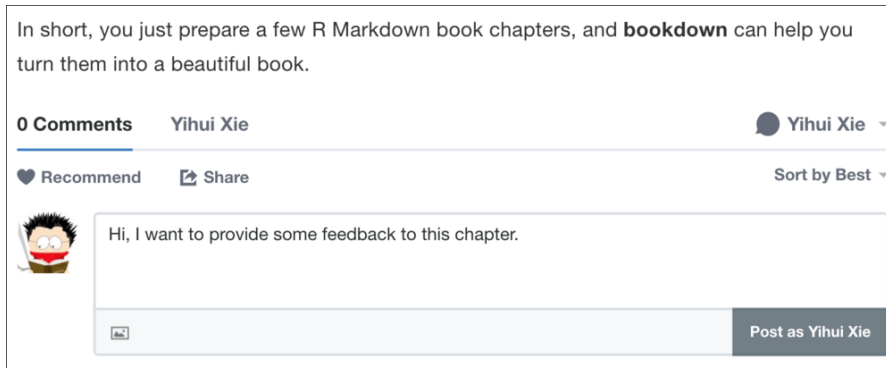 In short, you just prepare a few R Markdown book chapters, and bookdown can help you
turn them into a beautiful book.
0 Comments Yihui Xie Yihui Xie
Recommend Share Sort by Best
Hi, I want to provide some feedback to this chapter.
Post as Yihui Xie